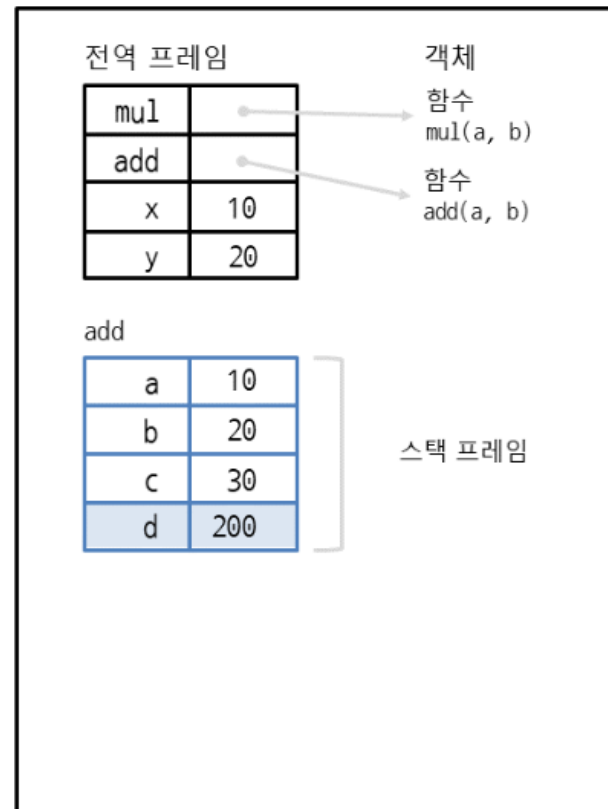 전역 프레임
객체
mul
함수
mul(a, b)
add
함수
add(a, b)
x 10
y 20
add
a 10
b 20
c 30
d 200
스택 프레임